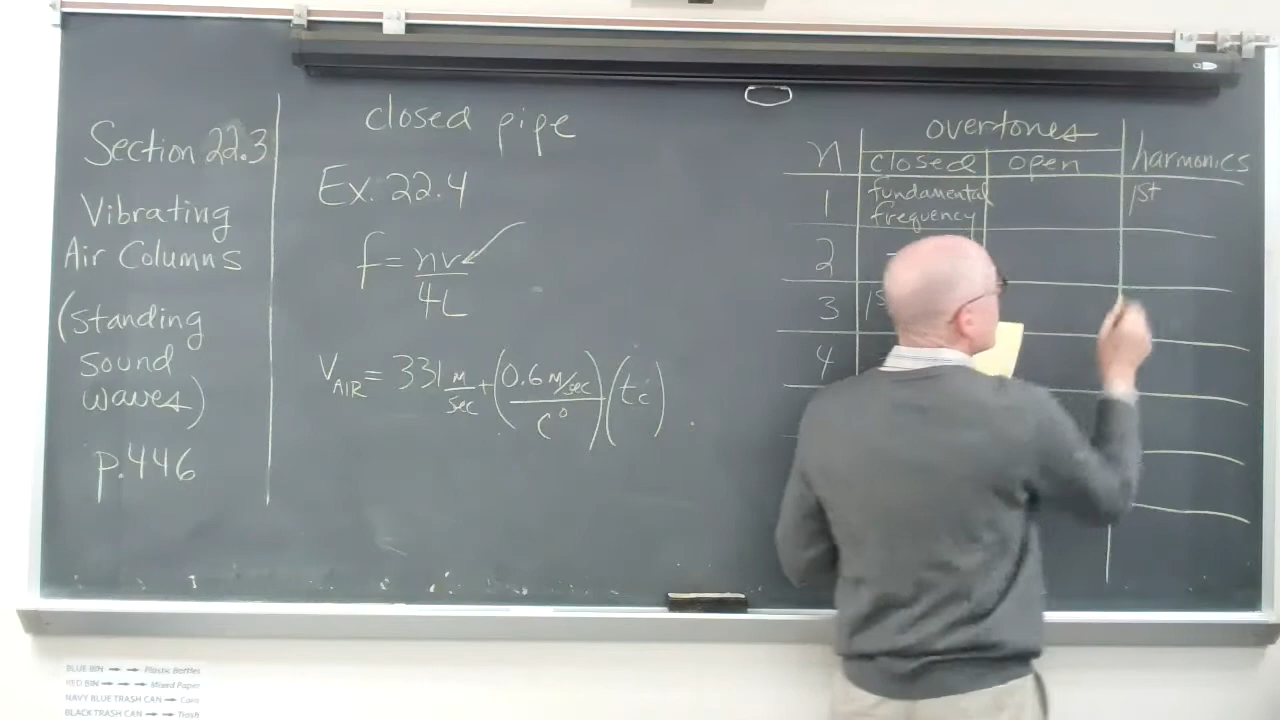 Section 22.3
Vibrating
Air Columns
(standing
sound
waves)
p.446
closed pipe
Ex. 22.4
f = nv
4L
VAIR = 331 m/sec + (0.6 m/sec / C°) (tc)
overtones
n closed open harmonics
1 fundamental frequency 1st
2
3
4
BLUE BIN → → Plastic Bottles
RED BIN → → → Mixed Paper
NAVY BLUE TRASH CAN → Cans
BLACK TRASH CAN → → Trash